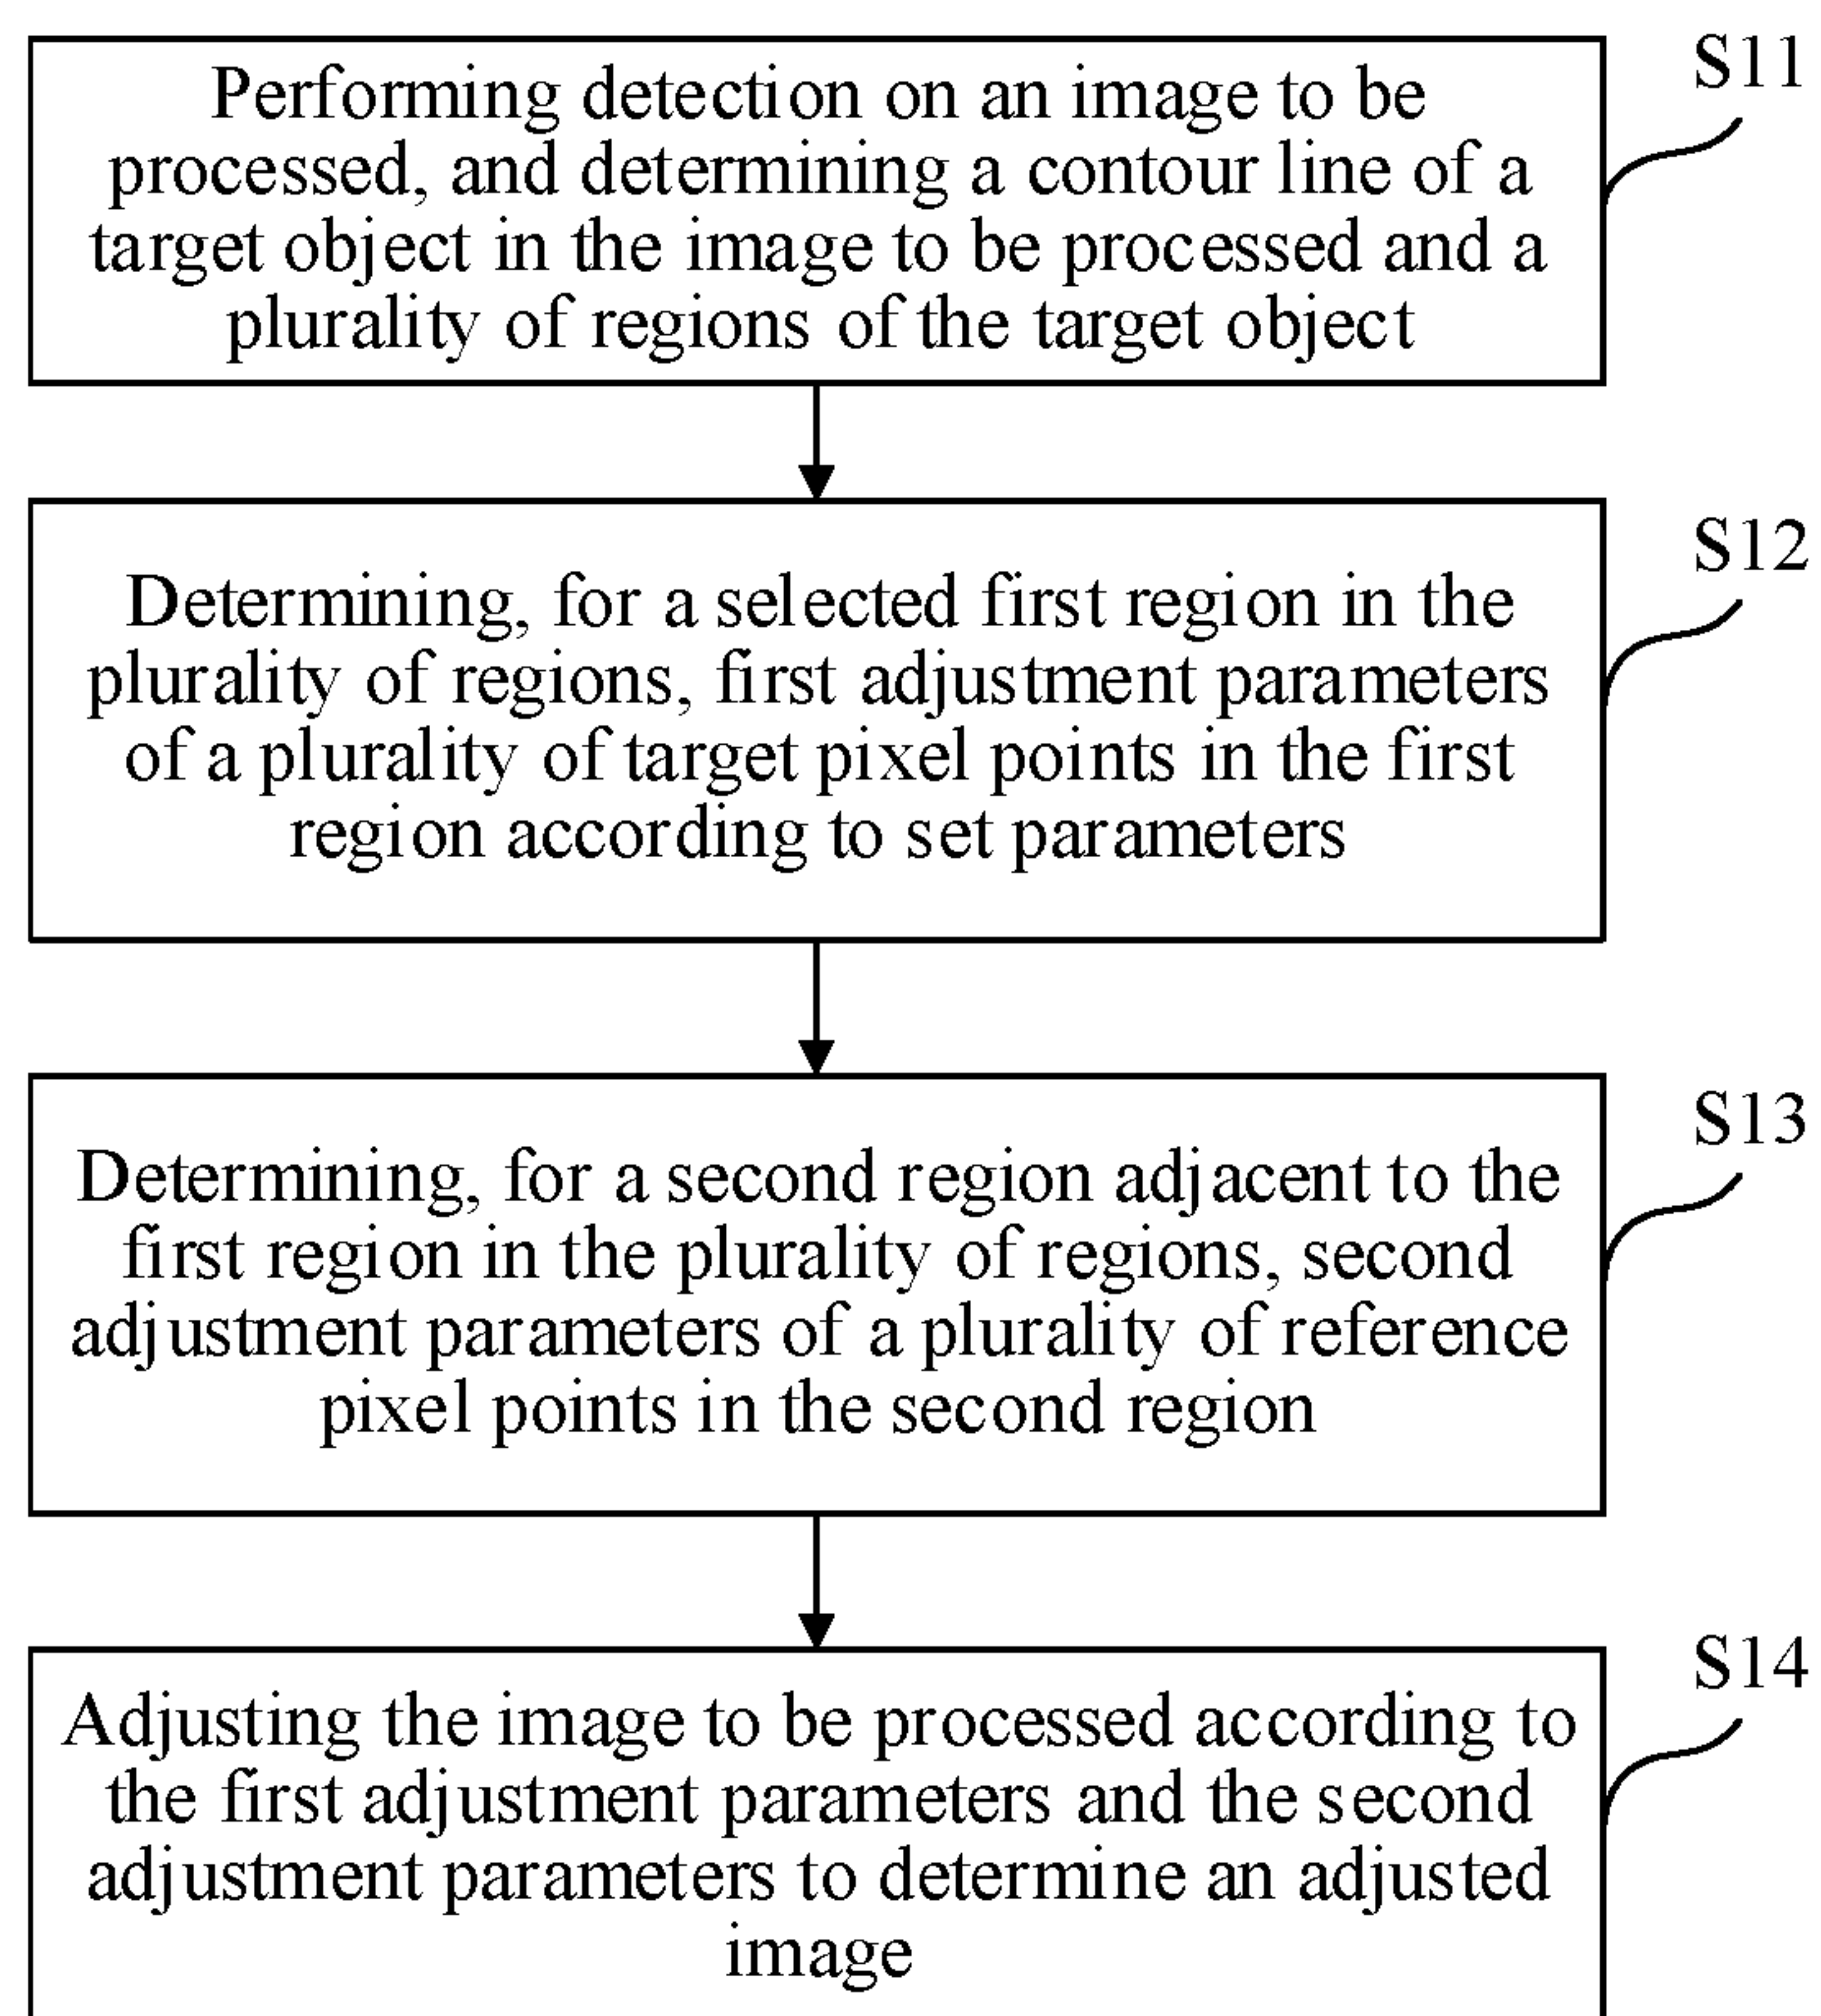 S11
Performing detection on an image to be
processed, and determining a contour line of a
target object in the image to be processed and a
plurality of regions of the target object
S12
Determining, for a selected first region in the
plurality of regions, first adjustment parameters
of a plurality of target pixel points in the first
region according to set parameters
S13
Determining, for a second region adjacent to the
first region in the plurality of regions, second
adjustment parameters of a plurality of reference
pixel points in the second region
S14
Adjusting the image to be processed according to
the first adjustment parameters and the second
adjustment parameters to determine an adjusted
image